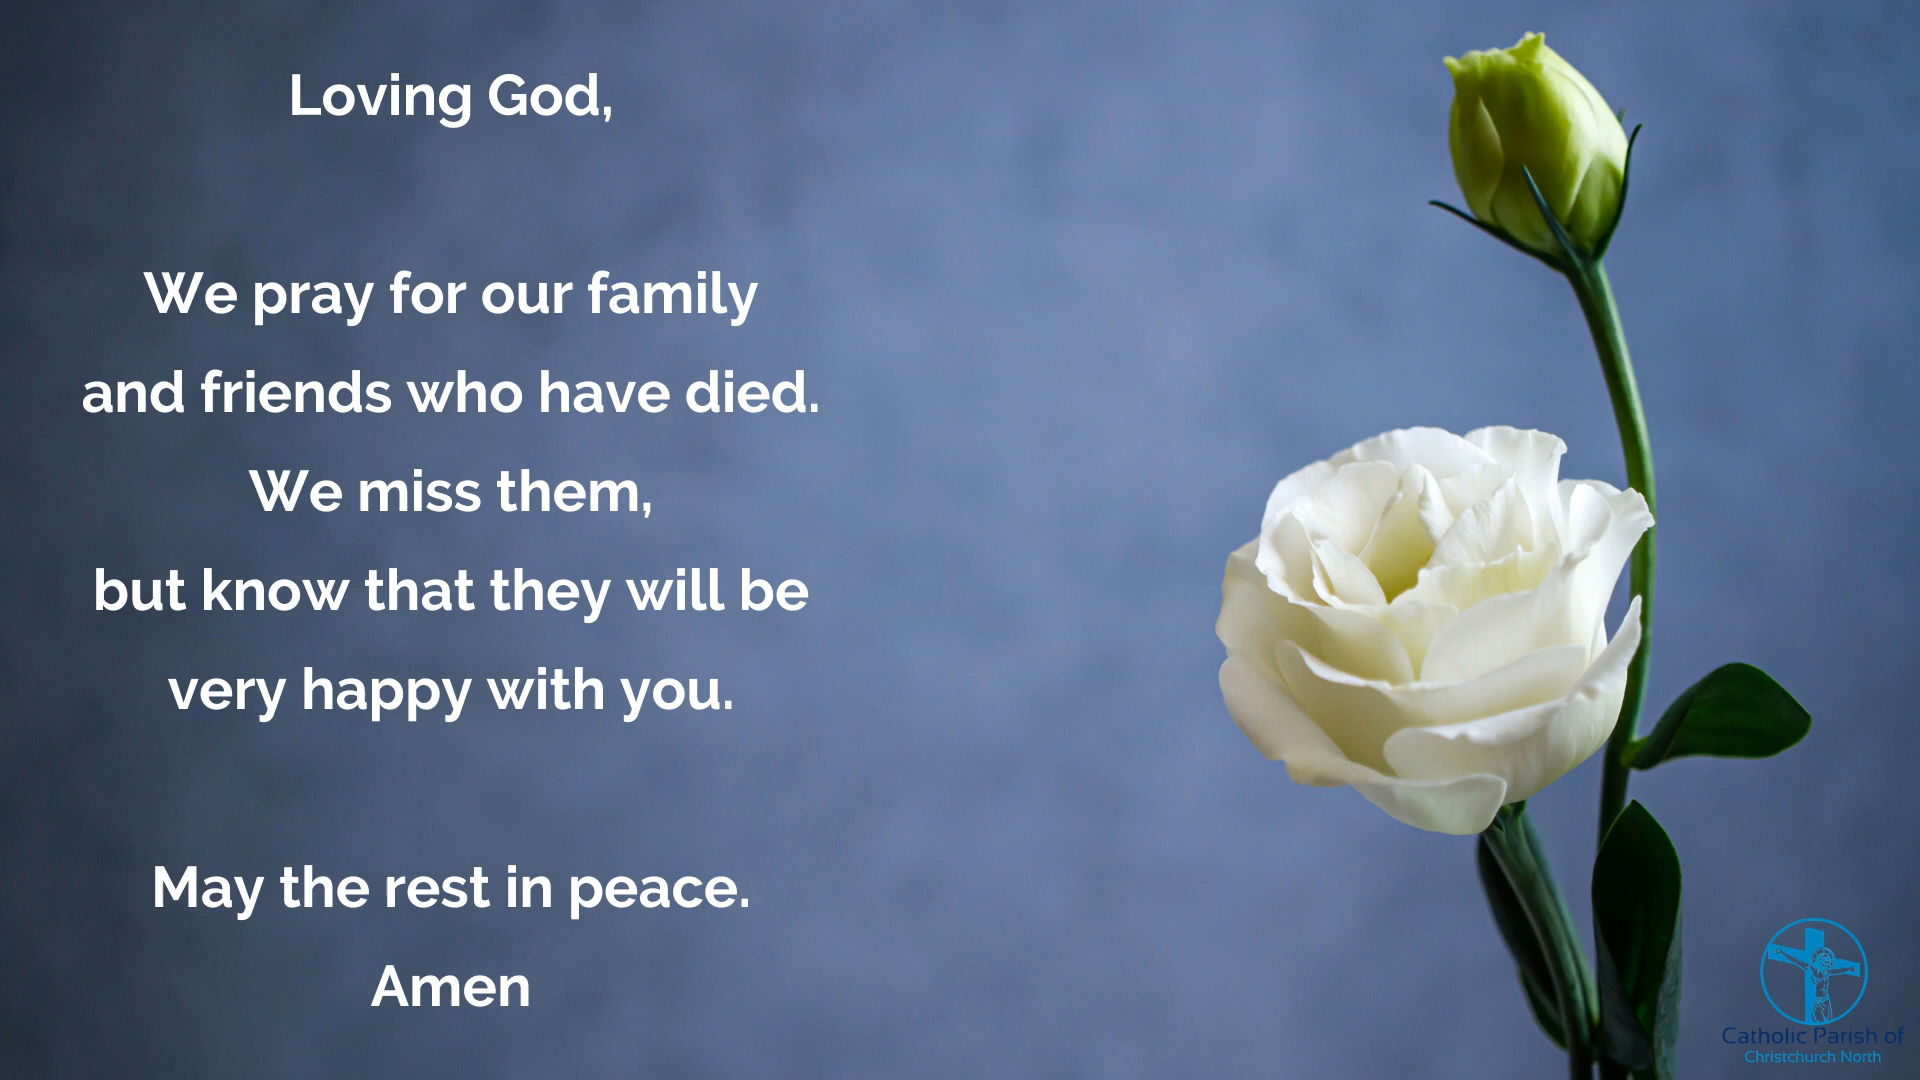 Loving God,
We pray for our family
and friends who have died.
We miss them,
but know that they will be
very happy with you.
May the rest in peace.
Amen
Catholic Parish of
Christchurch North